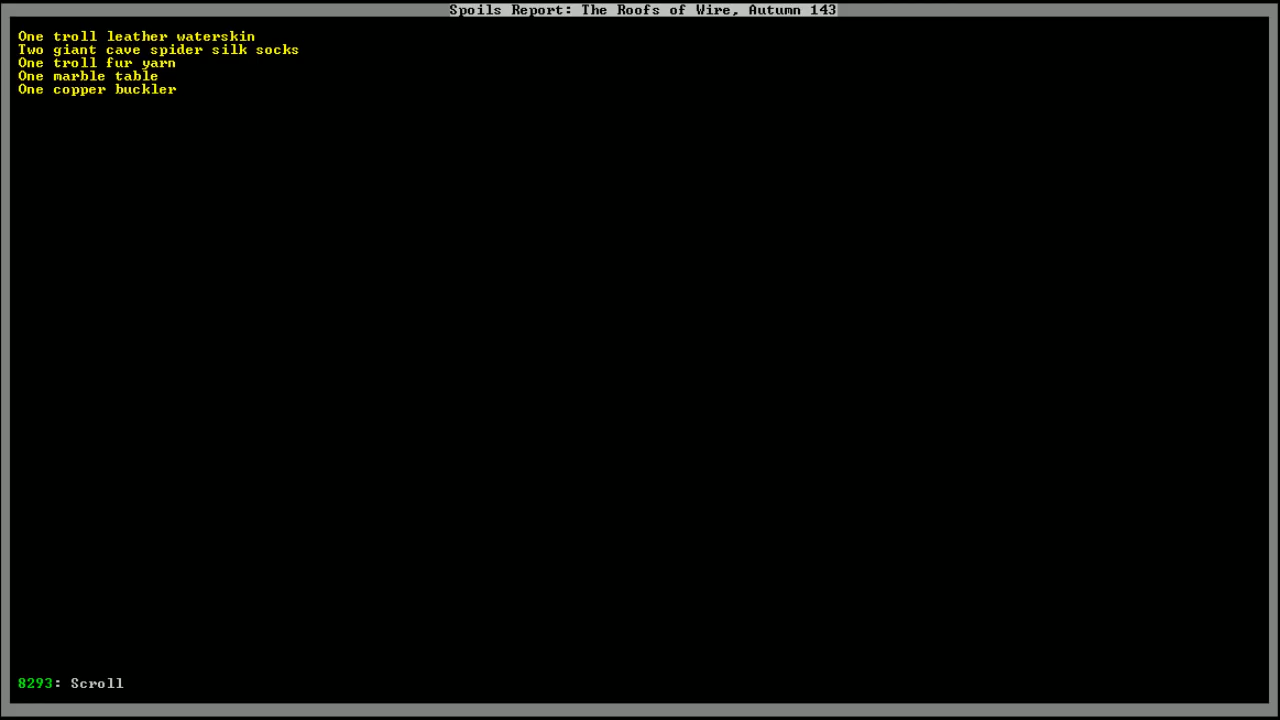 Spoils Report: The Roofs of Wire, Autumn 143
One troll leather waterskin
Two giant cave spider silk socks
One troll fur yarn
One marble table
One copper buckler
8293: Scroll